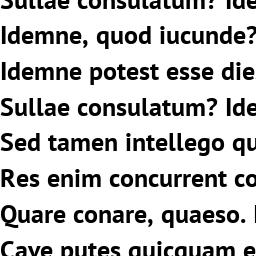 Sullae consulatum? Ide
Idemne, quod iucunde?
Idemne potest esse die
Sullae consulatum? Ide
Sed tamen intellego qu
Res enim concurrent co
Quare conare, quaeso. 
Cave putes quicquam e